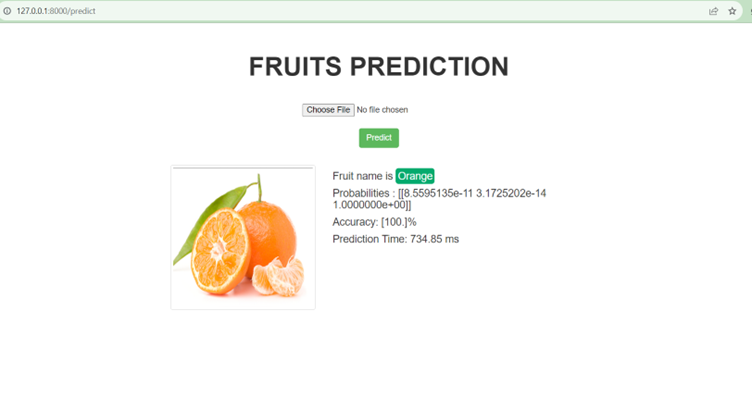 127.0.0.1:8000/predict
FRUITS PREDICTION
Choose File No file chosen
Predict
Fruit name is Orange
Probabilities : [[8.5595135e-11 3.1725202e-14
1.0000000e+00]]
Accuracy: [100.]%
Prediction Time: 734.85 ms